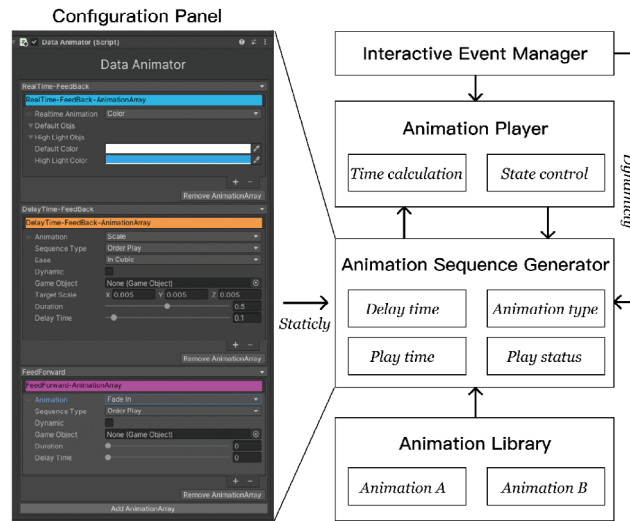 Configuration Panel
Data Animator (Script)
Data Animator
RealTime-FeedBack
RealTime-FeedBack-AnimationArray
Realtime Animation Color
Default Objs
High Light Objs
Default Color
High Light Color
+ -
Remove AnimationArray
DelayTime-FeedBack
DelayTime-FeedBack-AnimationArray
Animation Scale
Sequence Type Order Play
Ease In Cubic
Dynamic
Game Object None (Game Object)
Target Scale X 0.005 Y 0.005 Z 0.005
Duration 0.5
Delay Time 0.1
+ -
Remove AnimationArray
FeedForward
FeedForward-AnimationArray
Animation Fade In
Sequence Type Order Play
Dynamic
Game Object None (Game Object)
Duration 0
Delay Time 0
+ -
Remove AnimationArray
Add AnimationArray
Staticly
Interactive Event Manager
Animation Player
Time calculation State control
Dynamicly
Animation Sequence Generator
Delay time Animation type
Play time Play status
Animation Library
Animation A Animation B